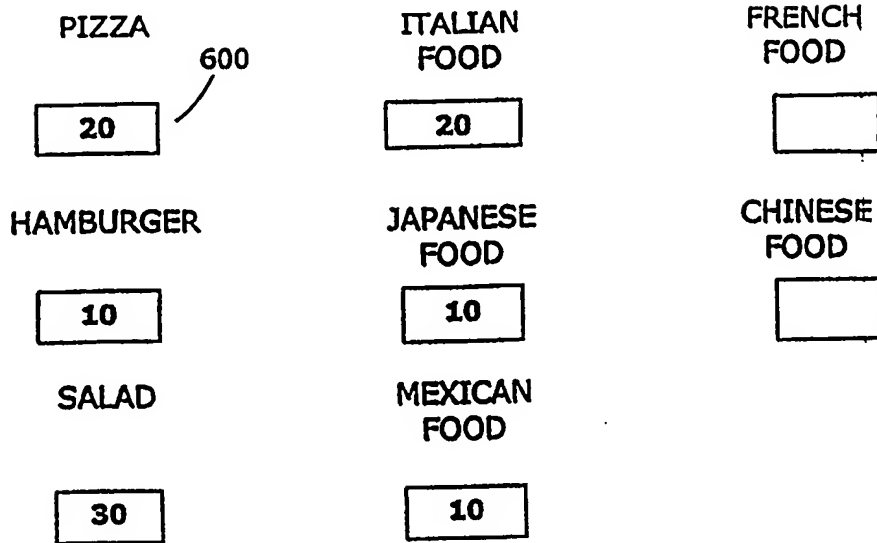 PIZZA
600
20
ITALIAN
FOOD
20
FRENCH
FOOD
HAMBURGER
10
JAPANESE
FOOD
10
CHINESE
FOOD
SALAD
30
MEXICAN
FOOD
10